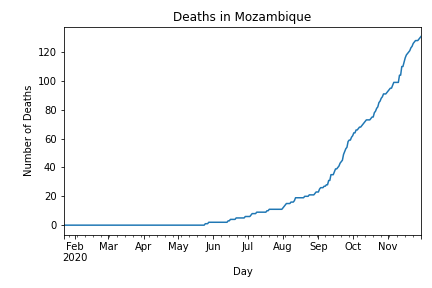 Deaths in Mozambique
Number of Deaths
120
100
80
60
40
20
0
Feb Mar Apr May Jun Jul Aug Sep Oct Nov
2020
Day